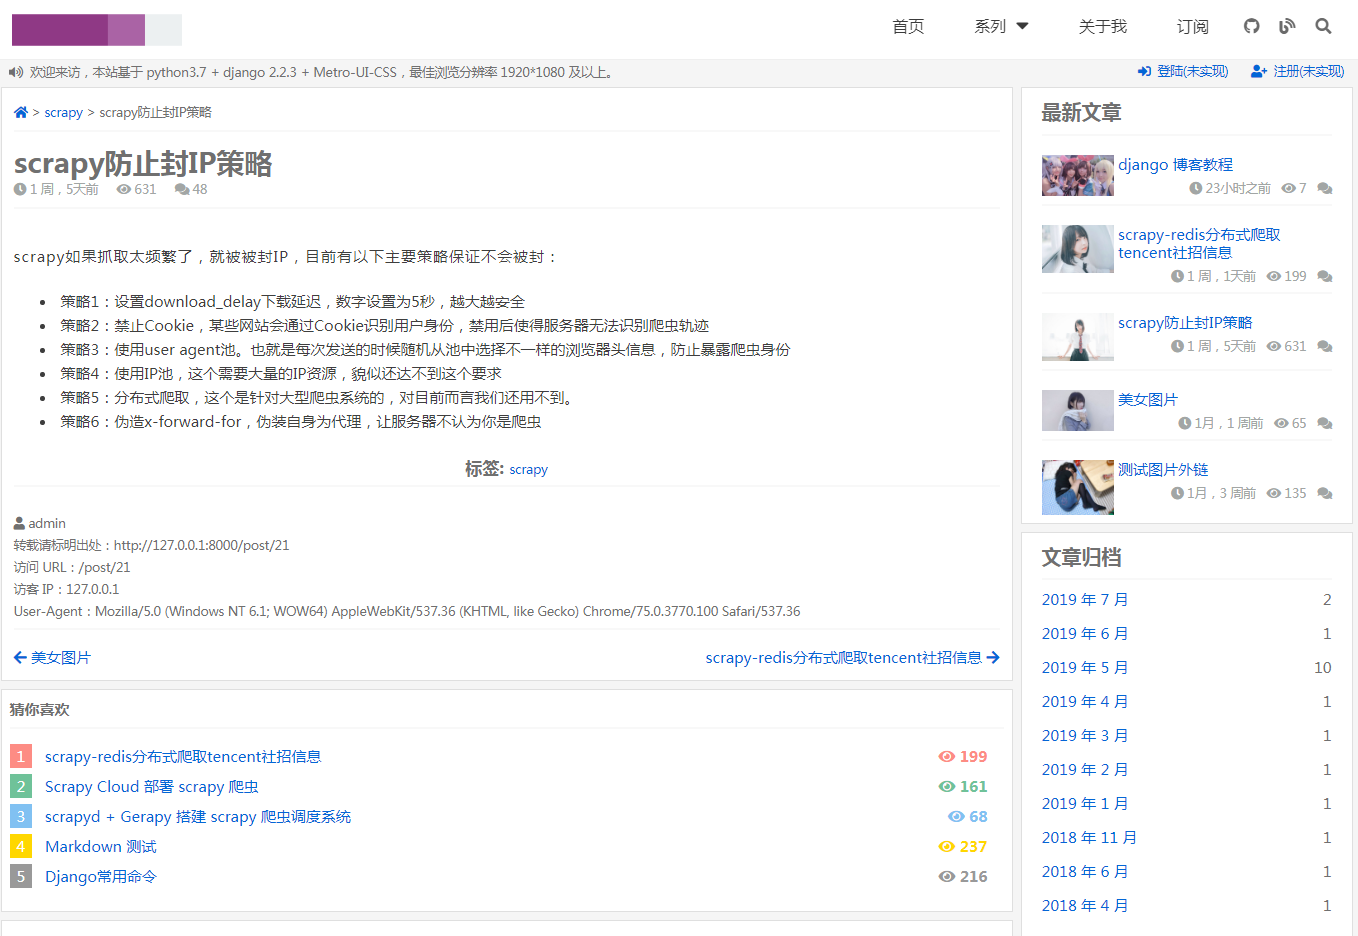 首页 系列 关于我 订阅
欢迎来访，本站基于 python3.7 + django 2.2.3 + Metro-UI-CSS，最佳浏览分辨率 1920*1080 及以上。 登陆(未实现) 注册(未实现)
> scrapy > scrapy防止封IP策略
scrapy防止封IP策略
1 周，5天前 631 48
scrapy如果抓取太频繁了，就被被封IP，目前有以下主要策略保证不会被封：
• 策略1：设置download_delay下载延迟，数字设置为5秒，越大越安全
• 策略2：禁止Cookie，某些网站会通过Cookie识别用户身份，禁用后使得服务器无法识别爬虫轨迹
• 策略3：使用user agent池。也就是每次发送的时候随机从池中选择不一样的浏览器头信息，防止暴露爬虫身份
• 策略4：使用IP池，这个需要大量的IP资源，貌似还达不到这个要求
• 策略5：分布式爬取，这个是针对大型爬虫系统的，对目前而言我们还用不到。
• 策略6：伪造x-forward-for，伪装自身为代理，让服务器不认为你是爬虫
标签: scrapy
admin
转载请标明出处：http://127.0.0.1:8000/post/21
访问 URL：/post/21
访客 IP：127.0.0.1
User-Agent：Mozilla/5.0 (Windows NT 6.1; WOW64) AppleWebKit/537.36 (KHTML, like Gecko) Chrome/75.0.3770.100 Safari/537.36
美女图片 scrapy-redis分布式爬取tencent社招信息
猜你喜欢
1 scrapy-redis分布式爬取tencent社招信息 199
2 Scrapy Cloud 部署 scrapy 爬虫 161
3 scrapyd + Gerapy 搭建 scrapy 爬虫调度系统 68
4 Markdown 测试 237
5 Django常用命令 216
最新文章
django 博客教程
23小时之前 7
scrapy-redis分布式爬取
tencent社招信息
1 周，1天前 199
scrapy防止封IP策略
1 周，5天前 631
美女图片
1月，1 周前 65
测试图片外链
1月，3 周前 135
文章归档
2019 年 7 月 2
2019 年 6 月 1
2019 年 5 月 10
2019 年 4 月 1
2019 年 3 月 1
2019 年 2 月 1
2019 年 1 月 1
2018 年 11 月 1
2018 年 6 月 1
2018 年 4 月 1